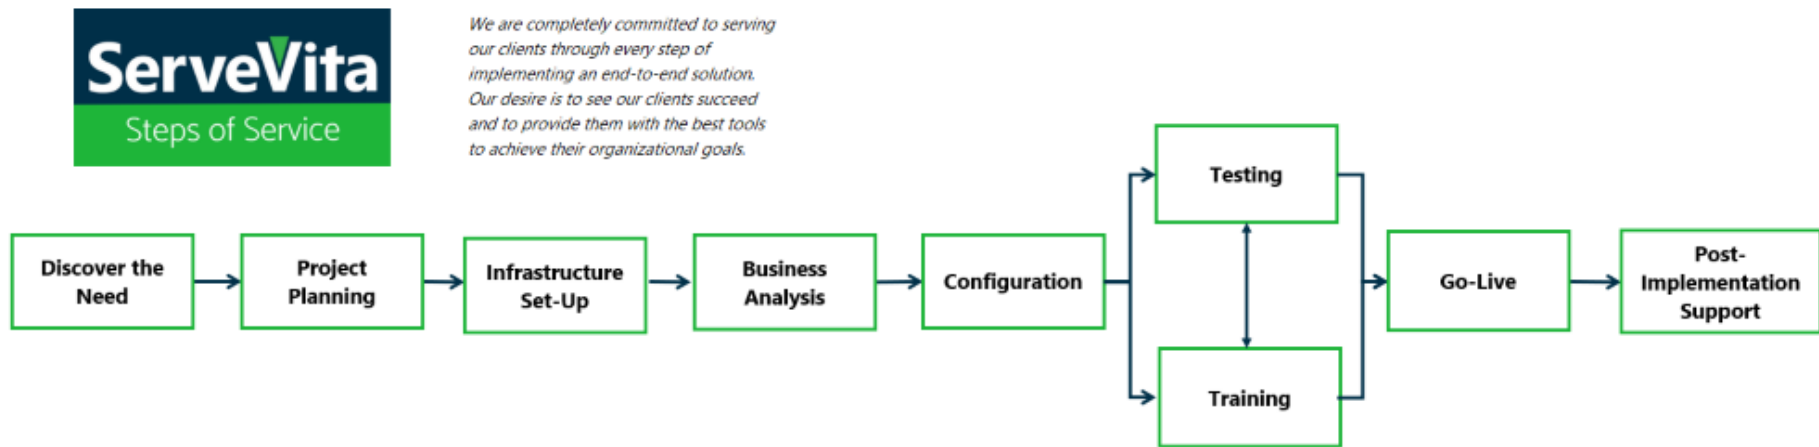 ServeVita
Steps of Service
We are completely committed to serving
our clients through every step of
implementing an end-to-end solution.
Our desire is to see our clients succeed
and to provide them with the best tools
to achieve their organizational goals.
Discover the
Need
Project
Planning
Infrastructure
Set-Up
Business
Analysis
Configuration
Testing
Training
Go-Live
Post-
Implementation
Support